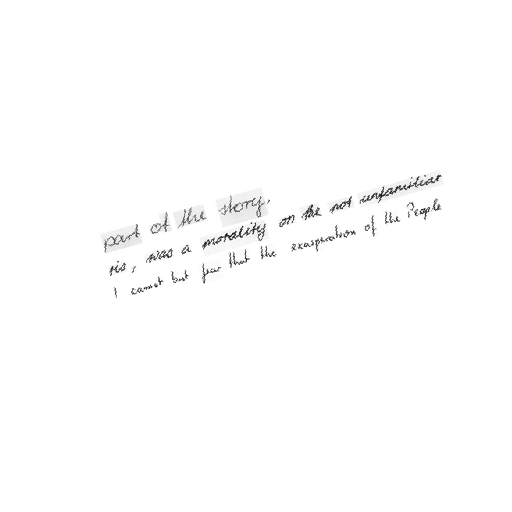 part of the story.
ris, was a morality on the not unfamiliar
I cannot but fear that the exasperation of the People